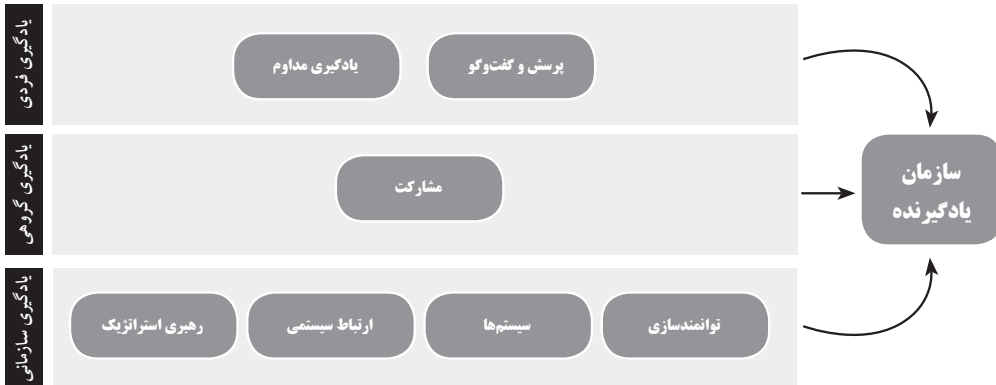 یادگیری فردی
پرسش و گفت‌وگو
یادگیری مداوم
یادگیری گروهی
مشارکت
سازمان
یادگیرنده
یادگیری سازمانی
توانمندسازی
سیستم‌ها
ارتباط سیستمی
رهبری استراتژیک